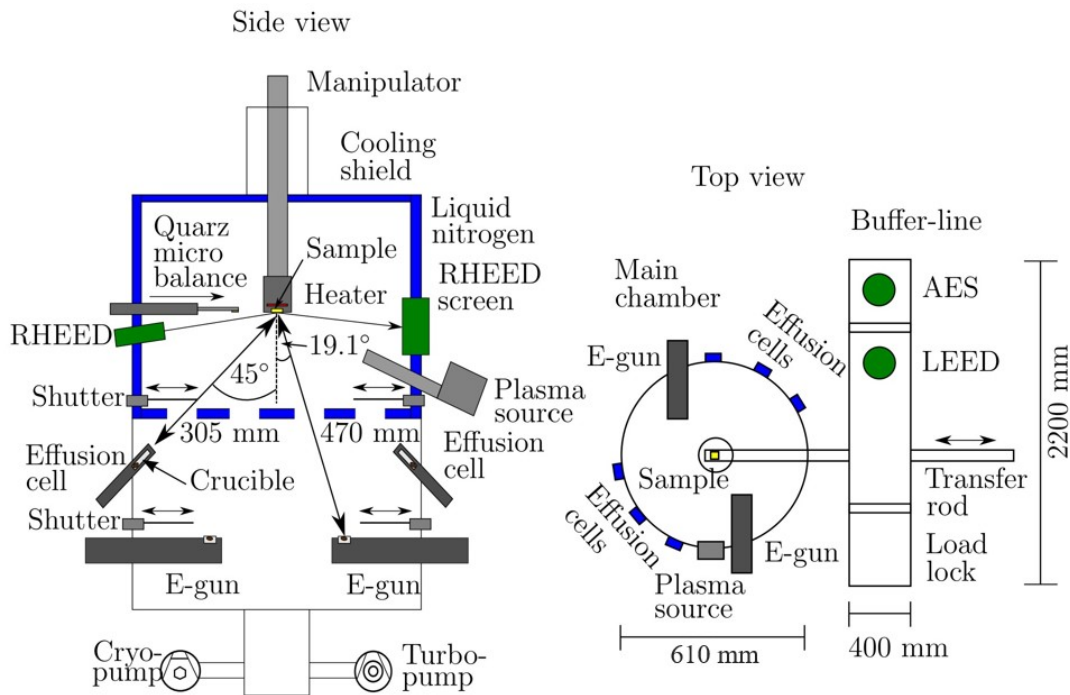 Side view
Manipulator
Cooling
shield
Liquid
nitrogen
Quarz
micro
balance
Sample
Heater
RHEED
screen
RHEED
19.1°
45°
Plasma
source
Shutter
305 mm
470 mm
Effusion
cell
Crucible
Effusion
cell
Shutter
E-gun
E-gun
Cryo-
pump
Turbo-
pump
Top view
Buffer-line
Main
chamber
AES
E-gun
Effusion
cells
LEED
2200 mm
Sample
Transfer
rod
Effusion
cells
E-gun
Load
lock
Plasma
source
610 mm
400 mm